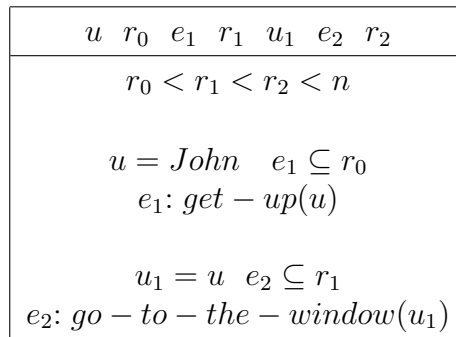 u r₀ e₁ r₁ u₁ e₂ r₂
r₀ < r₁ < r₂ < n
u = John e₁ ⊆ r₀
e₁: get − up(u)
u₁ = u e₂ ⊆ r₁
e₂: go − to − the − window(u₁)